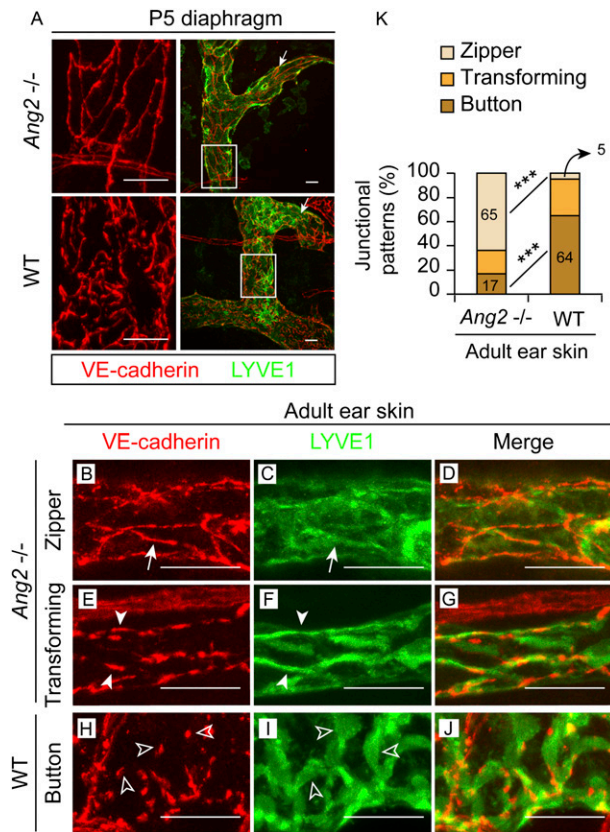 A
P5 diaphragm
Ang2 -/-
WT
VE-cadherin LYVE1
K
Zipper
Transforming
Button
5
100
80
60
40
20
0
Junctional
patterns (%)
65
17
64
***
***
Ang2 -/- WT
Adult ear skin
Adult ear skin
VE-cadherin LYVE1 Merge
Ang2 -/-
Zipper
B C D
Transforming
E F G
WT
Button
H I J